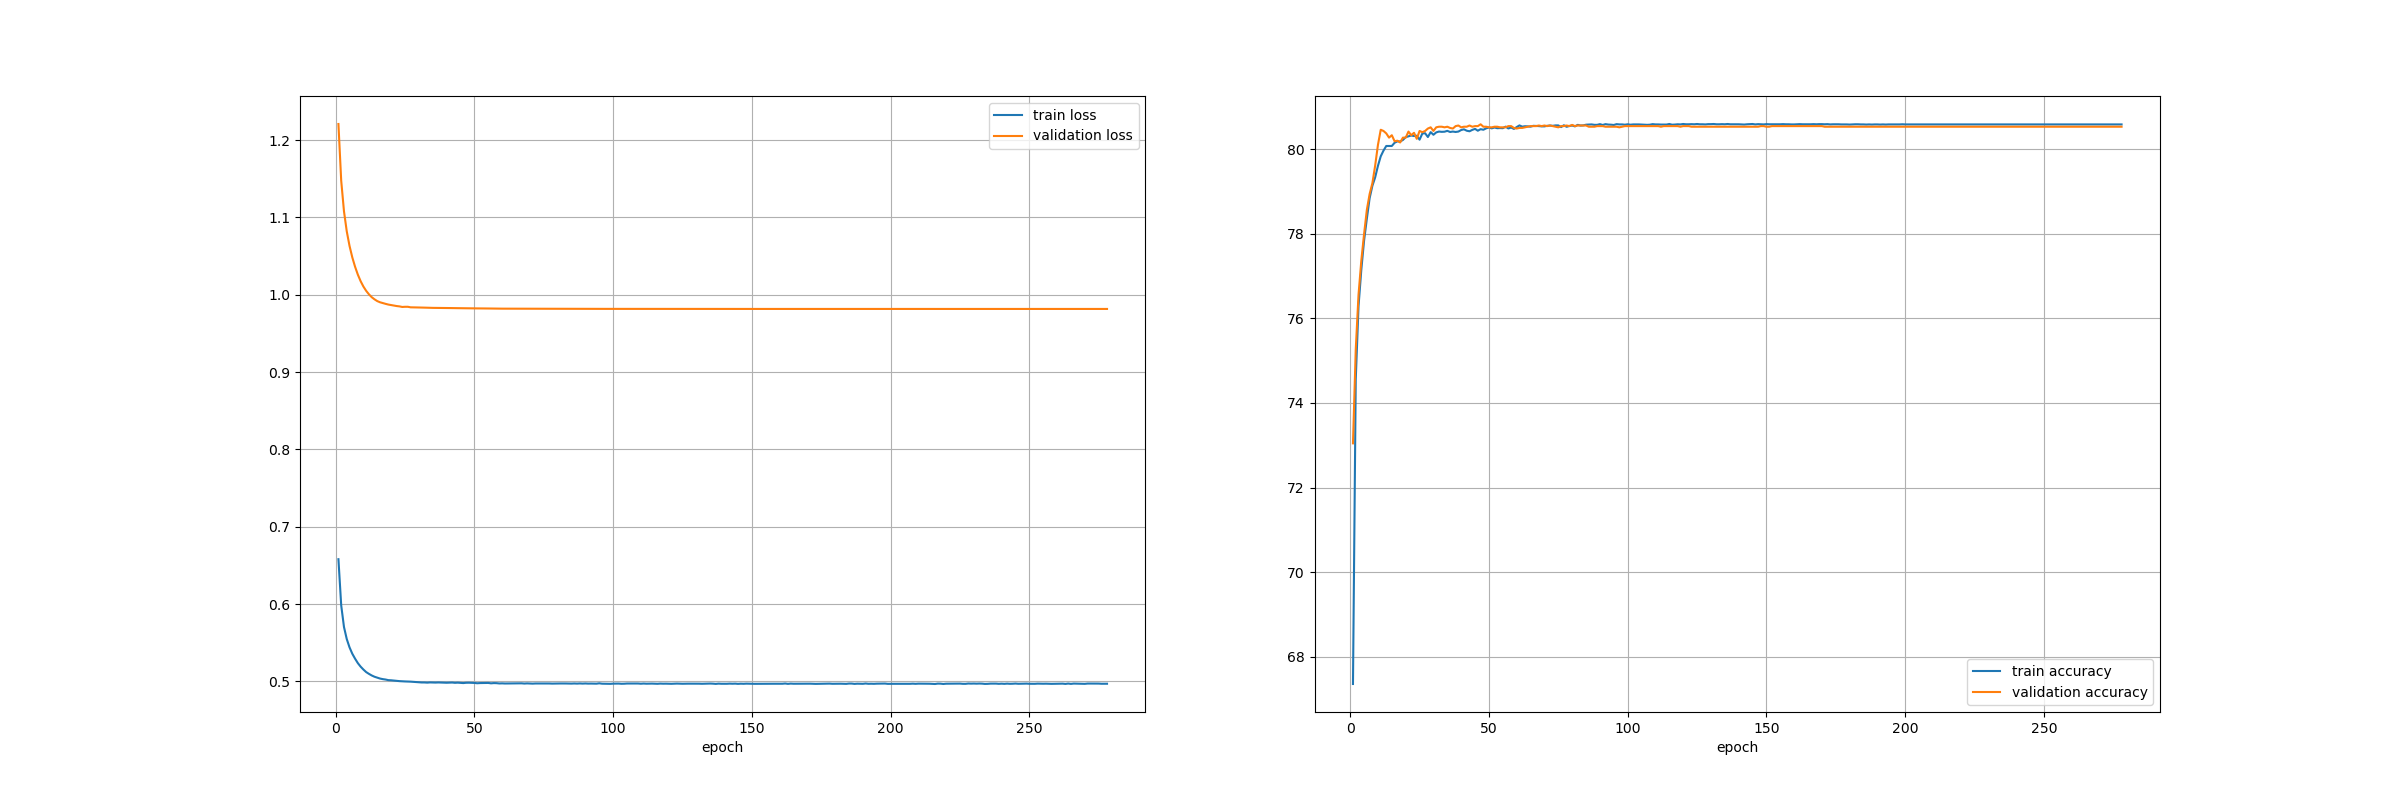 train loss
validation loss
1.2
1.1
1.0
0.9
0.8
0.7
0.6
0.5
0 50 100 150 200 250
epoch
80
78
76
74
72
70
68
train accuracy
validation accuracy
0 50 100 150 200 250
epoch